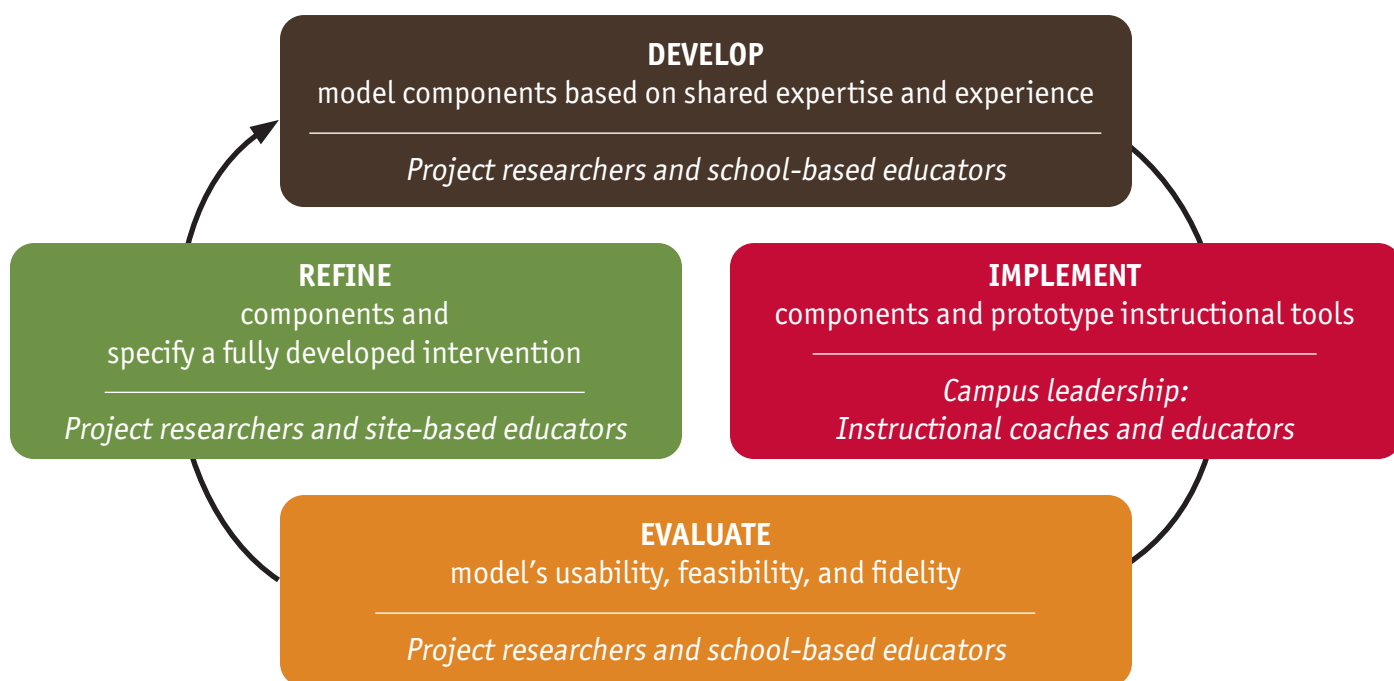 DEVELOP
model components based on shared expertise and experience
Project researchers and school-based educators
IMPLEMENT
components and prototype instructional tools
Campus leadership:
Instructional coaches and educators
EVALUATE
model’s usability, feasibility, and fidelity
Project researchers and school-based educators
REFINE
components and
specify a fully developed intervention
Project researchers and site-based educators